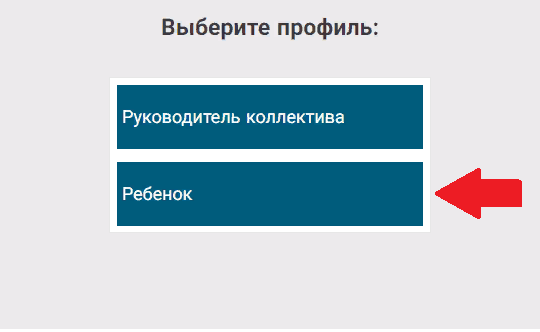 Выберите профиль:
Руководитель коллектива
Ребенок